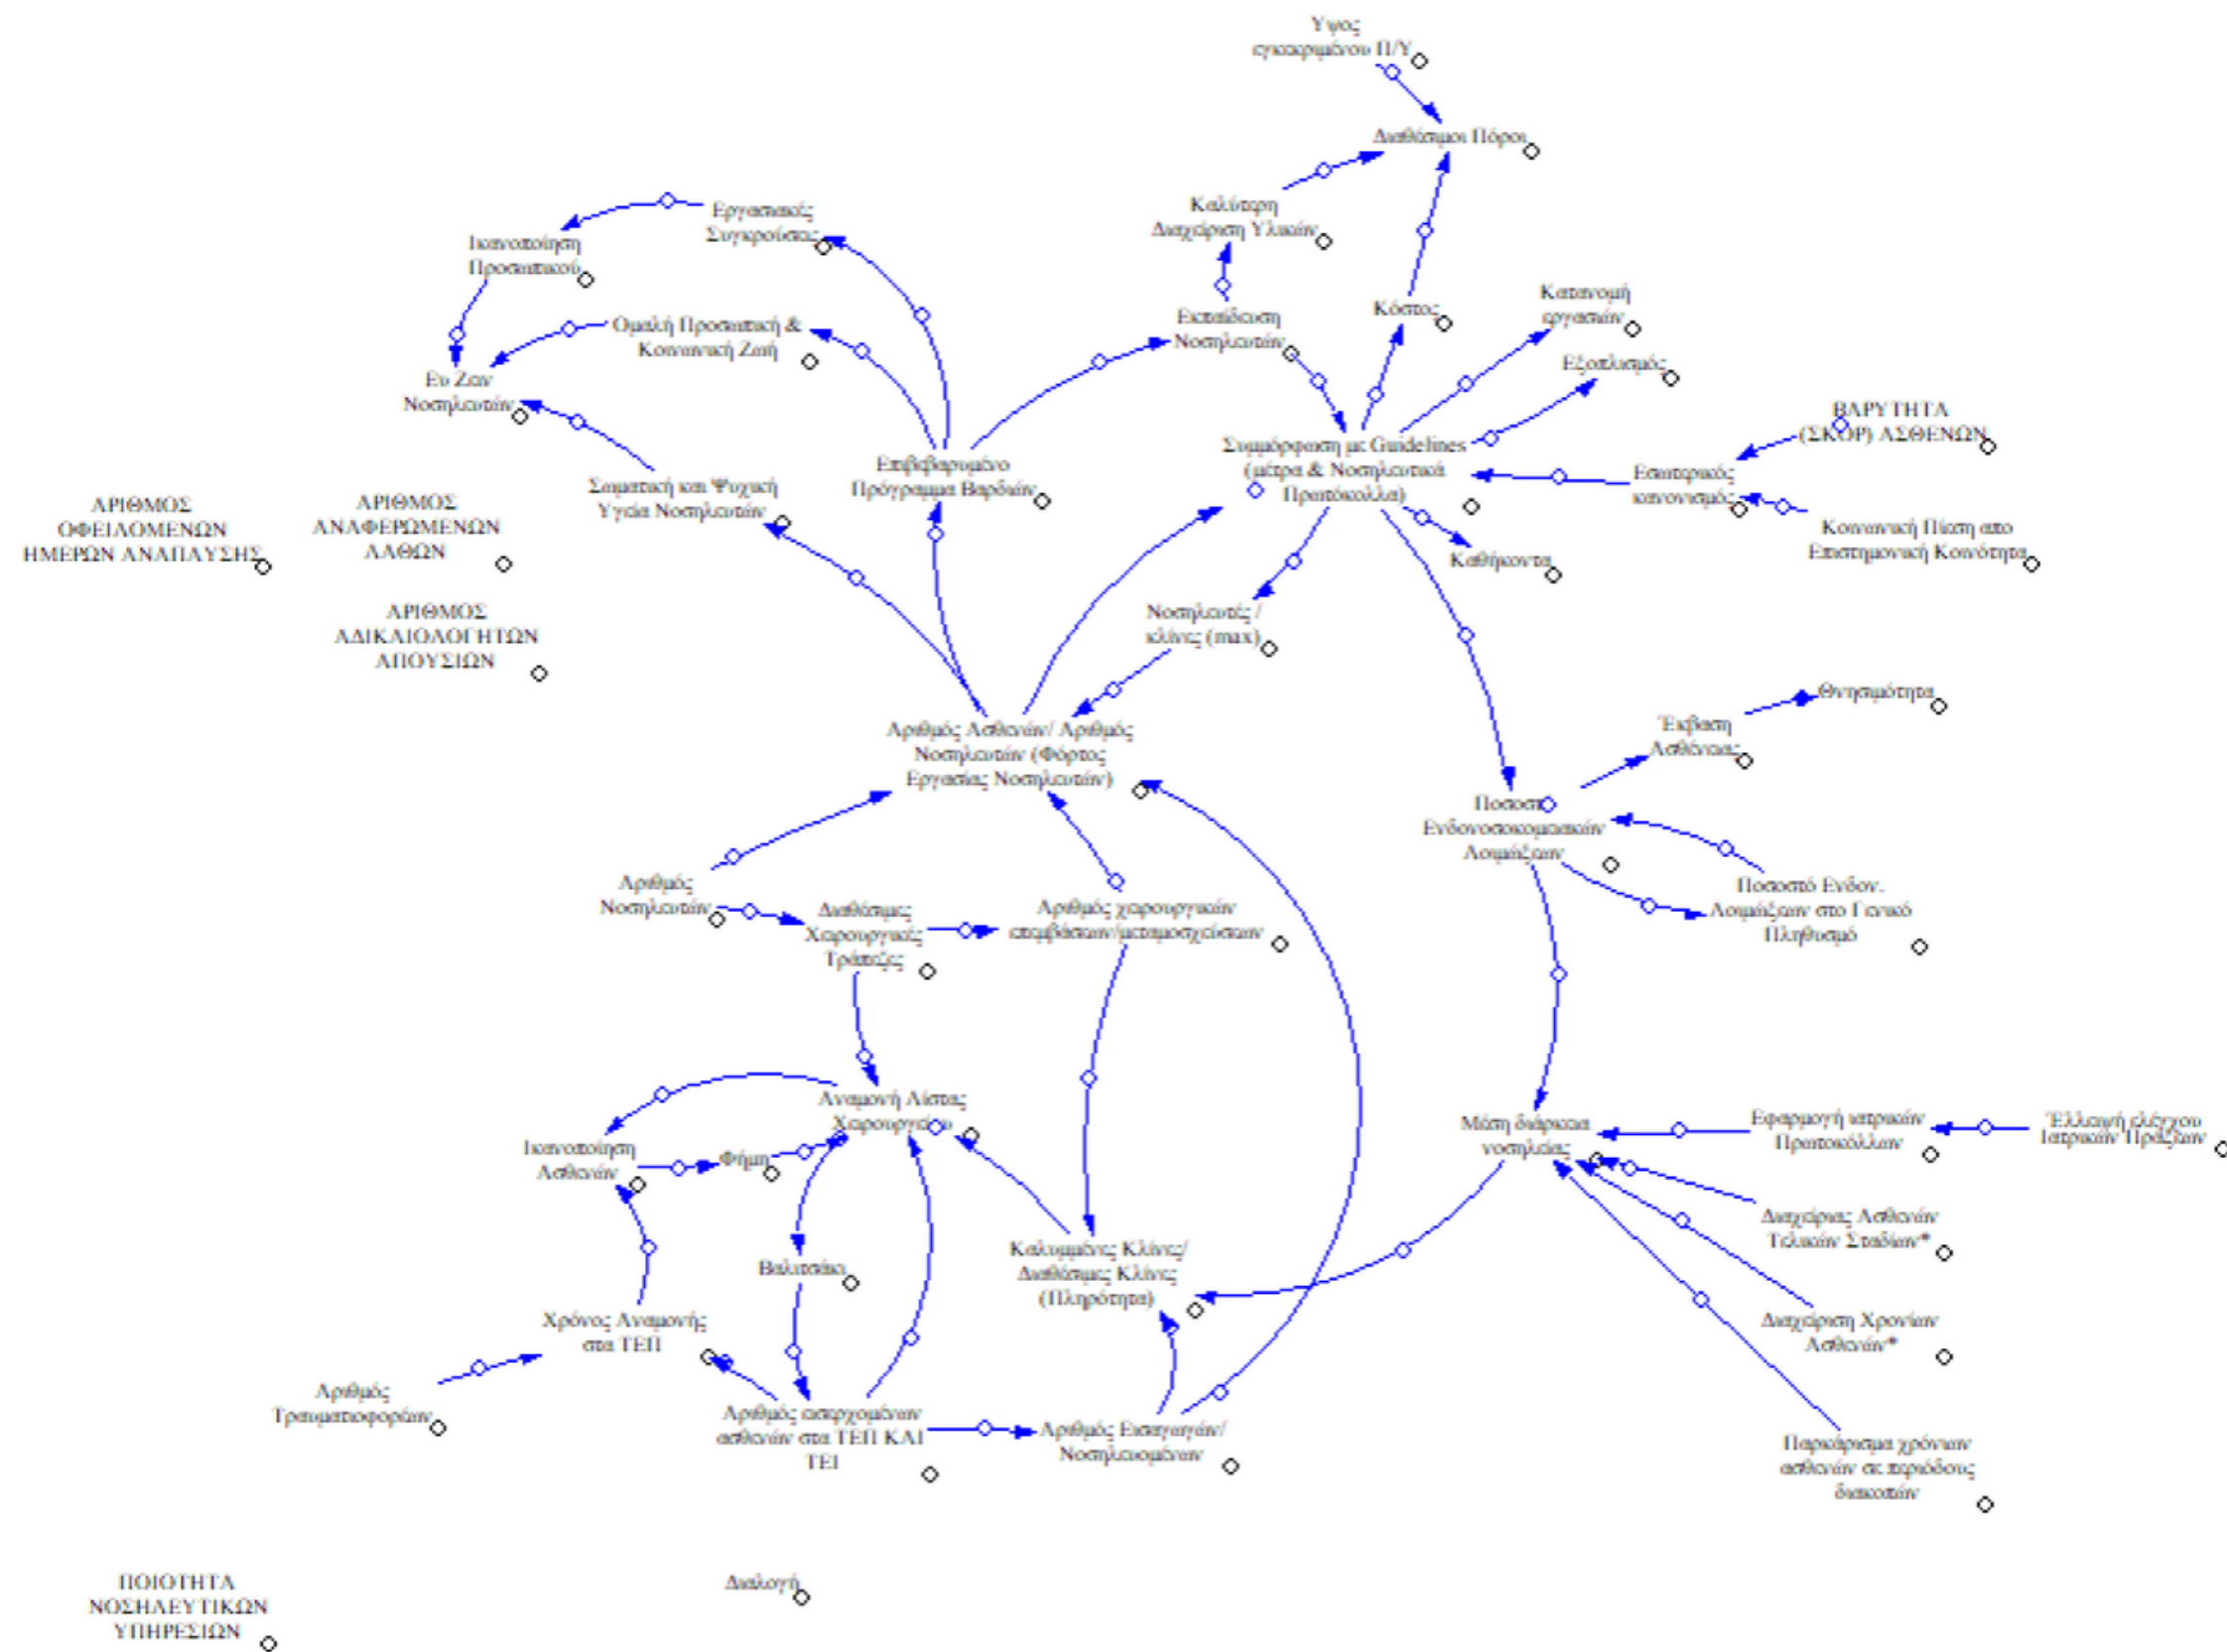 Υψος
εγκεκριμένου Π/Υ
Διαθέσιμοι Πόροι
Καλύτερη
Διαχείριση Υλικών
Εργασιακές
Συγκρούσεις
Ικανοποίηση
Προσωπικού
Ομαλή Προσωπική &
Κοινωνική Ζωή
Ευ Ζειν
Νοσηλευτών
Εκπαίδευση
Νοσηλευτών
Κόστος
Κατανομή
εργασιών
Εξοπλισμός
ΒΑΡΥΤΗΤΑ
(ΣΚΟΡ) ΑΣΘΕΝΩΝ
Συμμόρφωση με Guidelines
(μέτρα & Νοσηλευτικά
Πρωτόκολλα)
Εσωτερικός
κανονισμός
Κοινωνική Πίεση απο
Επιστημονική Κοινότητα
Επιβεβαρυμένο
Πρόγραμμα Βαρδιών
Σωματική και Ψυχική
Υγεία Νοσηλευτών
ΑΡΙΘΜΟΣ
ΟΦΕΙΛΟΜΕΝΩΝ
ΗΜΕΡΩΝ ΑΝΑΠΑΥΣΗΣ
ΑΡΙΘΜΟΣ
ΑΝΑΦΕΡΩΜΕΝΩΝ
ΛΑΘΩΝ
ΑΡΙΘΜΟΣ
ΑΔΙΚΑΙΟΛΟΓΗΤΩΝ
ΑΠΟΥΣΙΩΝ
Καθήκοντα
Νοσηλευτές /
κλίνες (max)
Αριθμός Ασθενών/ Αριθμός
Νοσηλευτών (Φόρτος
Εργασίας Νοσηλευτών)
Θνησιμότητα
Έκβαση
Ασθένειας
Ποσοστό
Ενδονοσοκομειακών
Λοιμώξεων
Ποσοστό Ενδον.
Λοιμώξεων στο Γενικό
Πληθυσμό
Αριθμός
Νοσηλευτών
Διαθέσιμες
Χειρουργικές
Τράπεζες
Αριθμός χειρουργικών
επεμβάσεων/μεταμοσχεύσεων
Αναμονή Λίστας
Χειρουργείου
Ικανοποίηση
Ασθενών
Φήμη
Μέση διάρκεια
νοσηλείας
Εφαρμογή ιατρικών
Πρωτοκόλλων
Έλλειψή ελέγχου
Ιατρικών Πράξεων
Διαχείριας Ασθενών
Τελικών Σταδίων*
Διαχείριση Χρονίων
Ασθενών*
Παρκάρισμα χρόνιων
ασθενών σε περιόδους
διακοπών
Καλυμμένες Κλίνες/
Διαθέσιμες Κλίνες
(Πληρότητα)
Βαλιτσάκι
Χρόνος Αναμονής
στα ΤΕΠ
Αριθμός
Τραυματιοφορέων
Αριθμός εισερχομένων
ασθενών στα ΤΕΠ ΚΑΙ
ΤΕΙ
Αριθμός Εισαγωγών/
Νοσηλευομένων
ΠΟΙΟΤΗΤΑ
ΝΟΣΗΛΕΥΤΙΚΩΝ
ΥΠΗΡΕΣΙΩΝ
Διαλογή